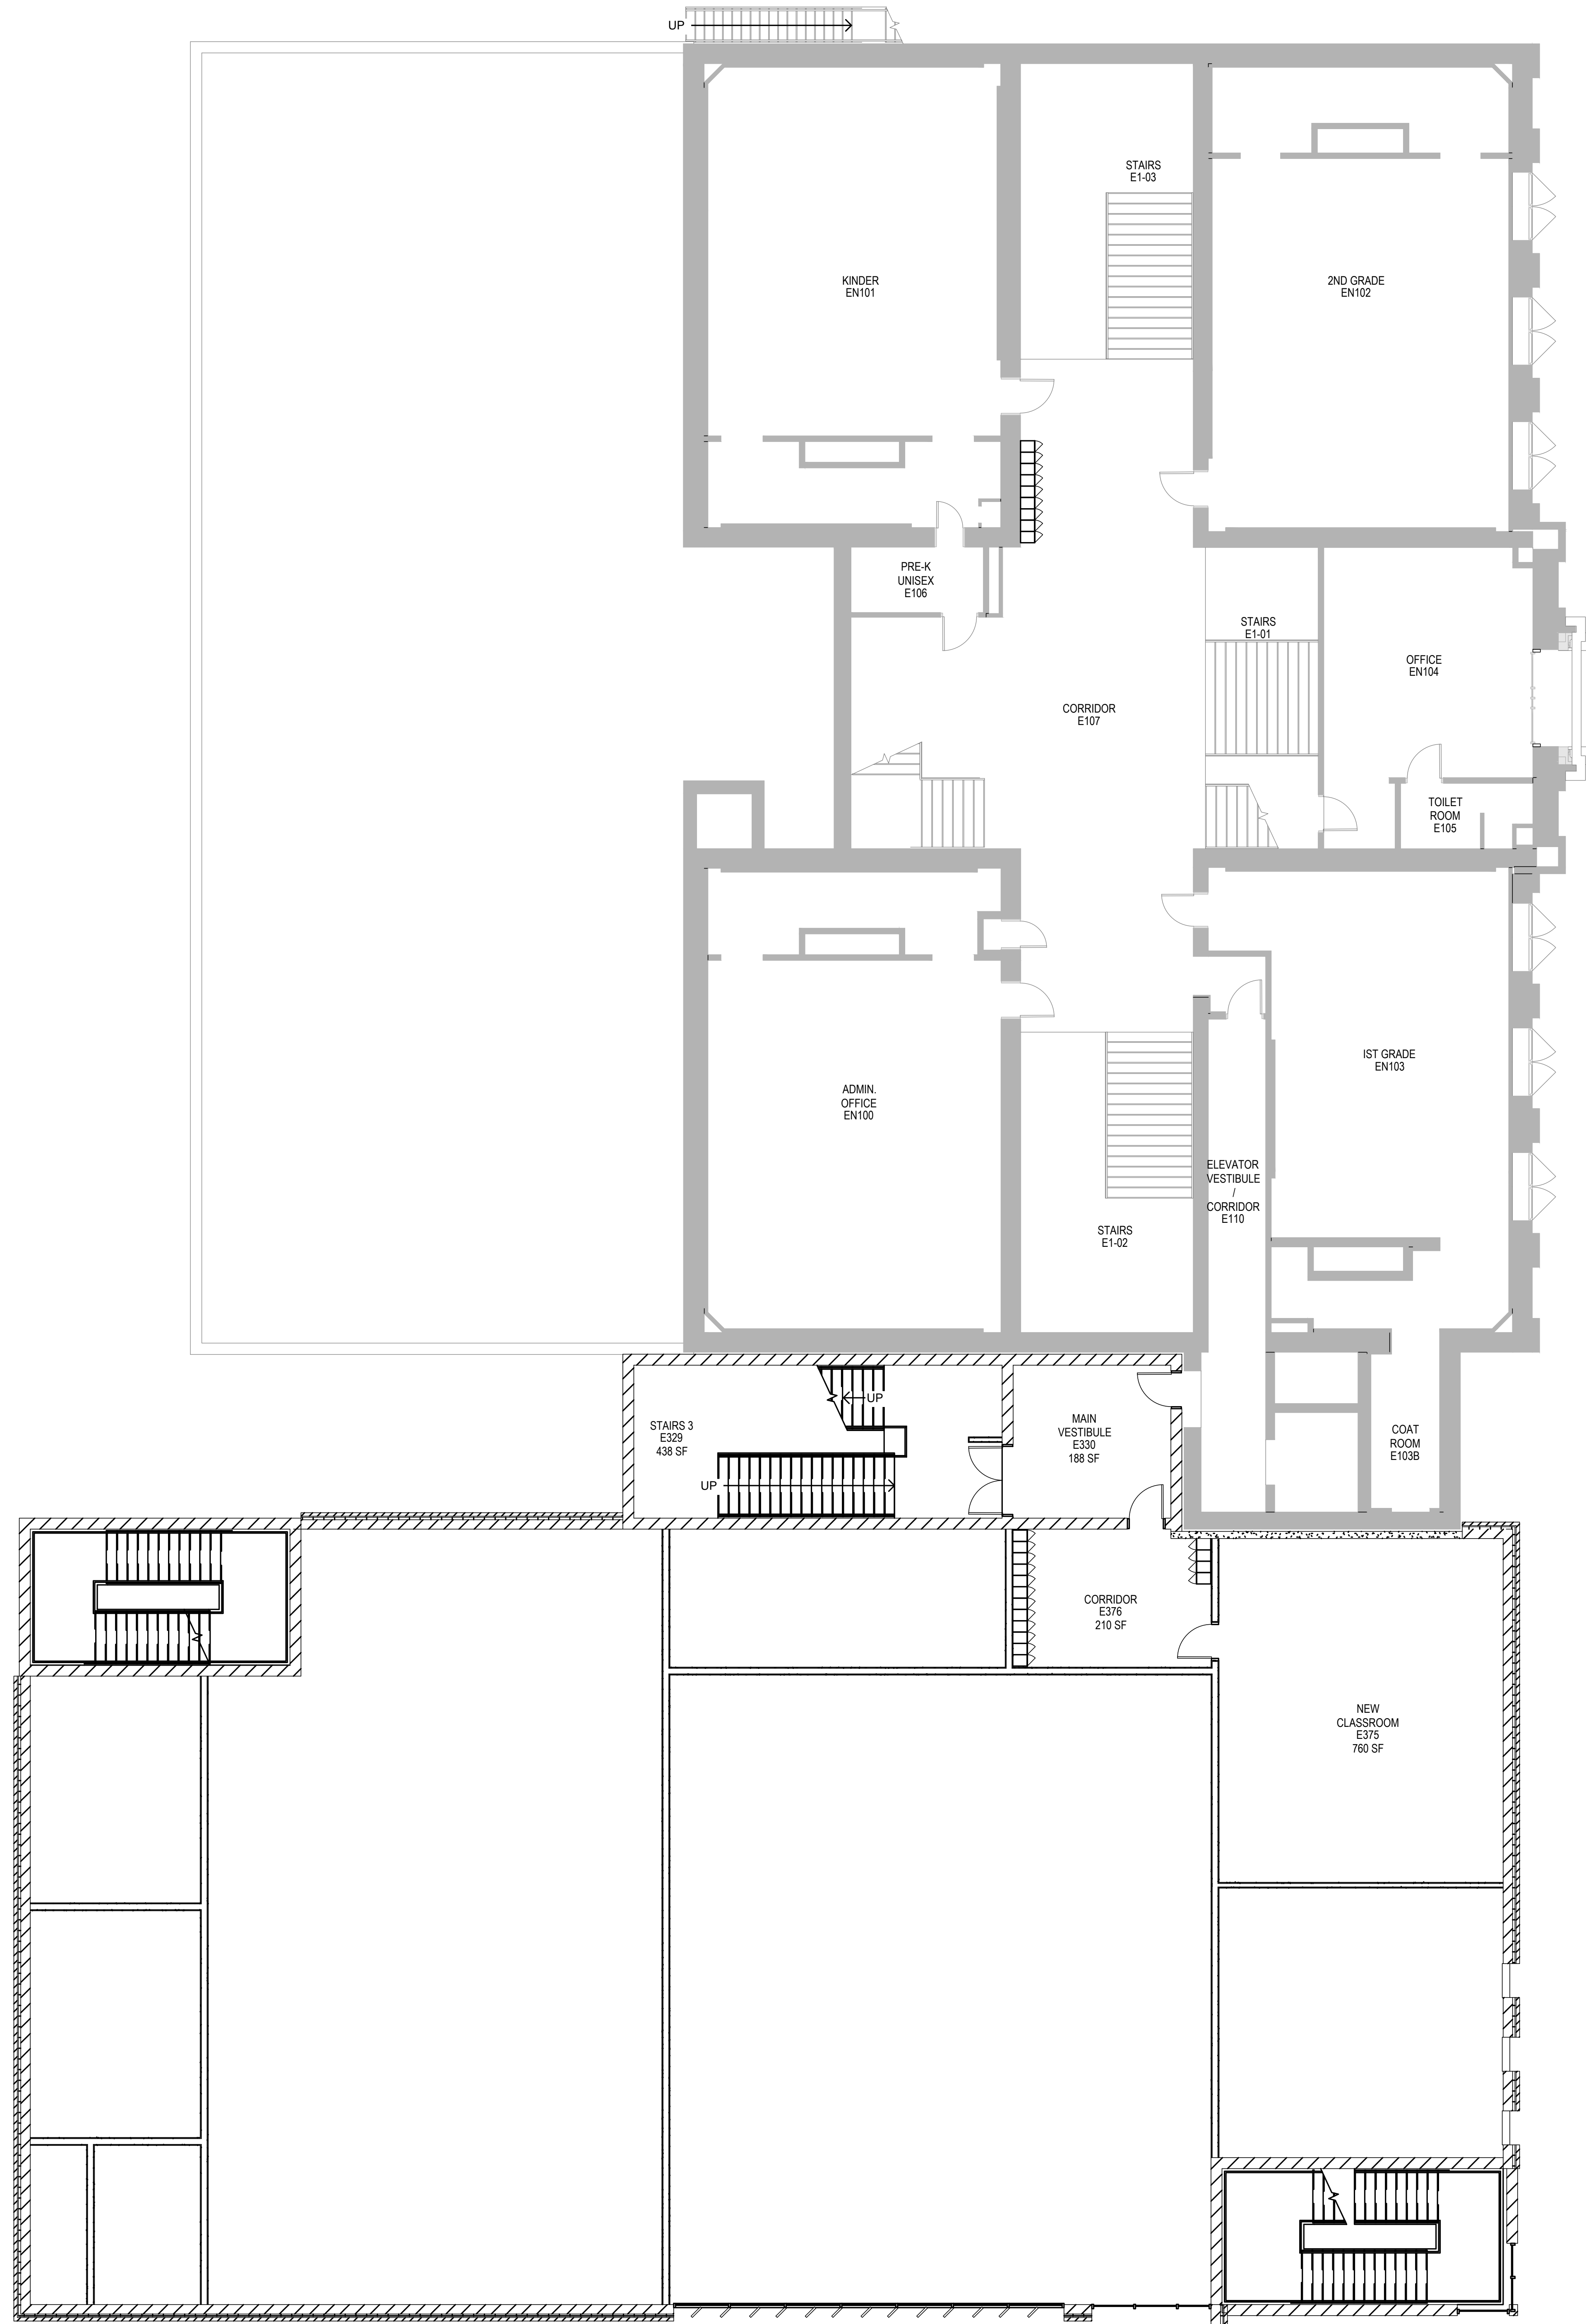 UP
STAIRS
E1-03
KINDER
EN101
2ND GRADE
EN102
PRE-K
UNISEX
E106
STAIRS
E1-01
OFFICE
EN104
CORRIDOR
E107
TOILET
ROOM
E105
IST GRADE
EN103
ADMIN.
OFFICE
EN100
ELEVATOR
VESTIBULE
/
CORRIDOR
E110
STAIRS
E1-02
UP
STAIRS 3
E329
438 SF
MAIN
VESTIBULE
E330
188 SF
COAT
ROOM
E103B
UP
CORRIDOR
E376
210 SF
NEW
CLASSROOM
E375
760 SF